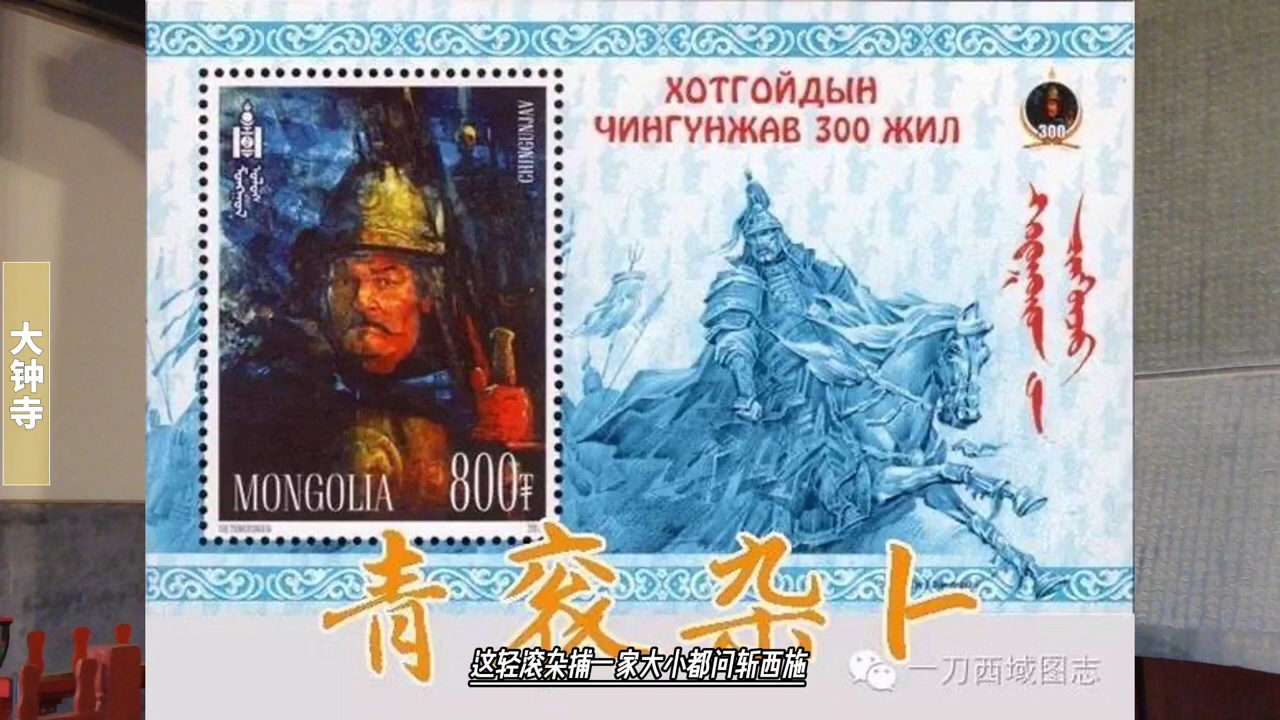 大钟寺
ХОТГОЙДЫН
ЧИНГУНЖАВ 300 ЖИЛ
300
CHINGUNJAV
MONGOLIA
800₮
青衮杂卜
这轻滚杂捕一家大小都问斩西施
一刀西域图志